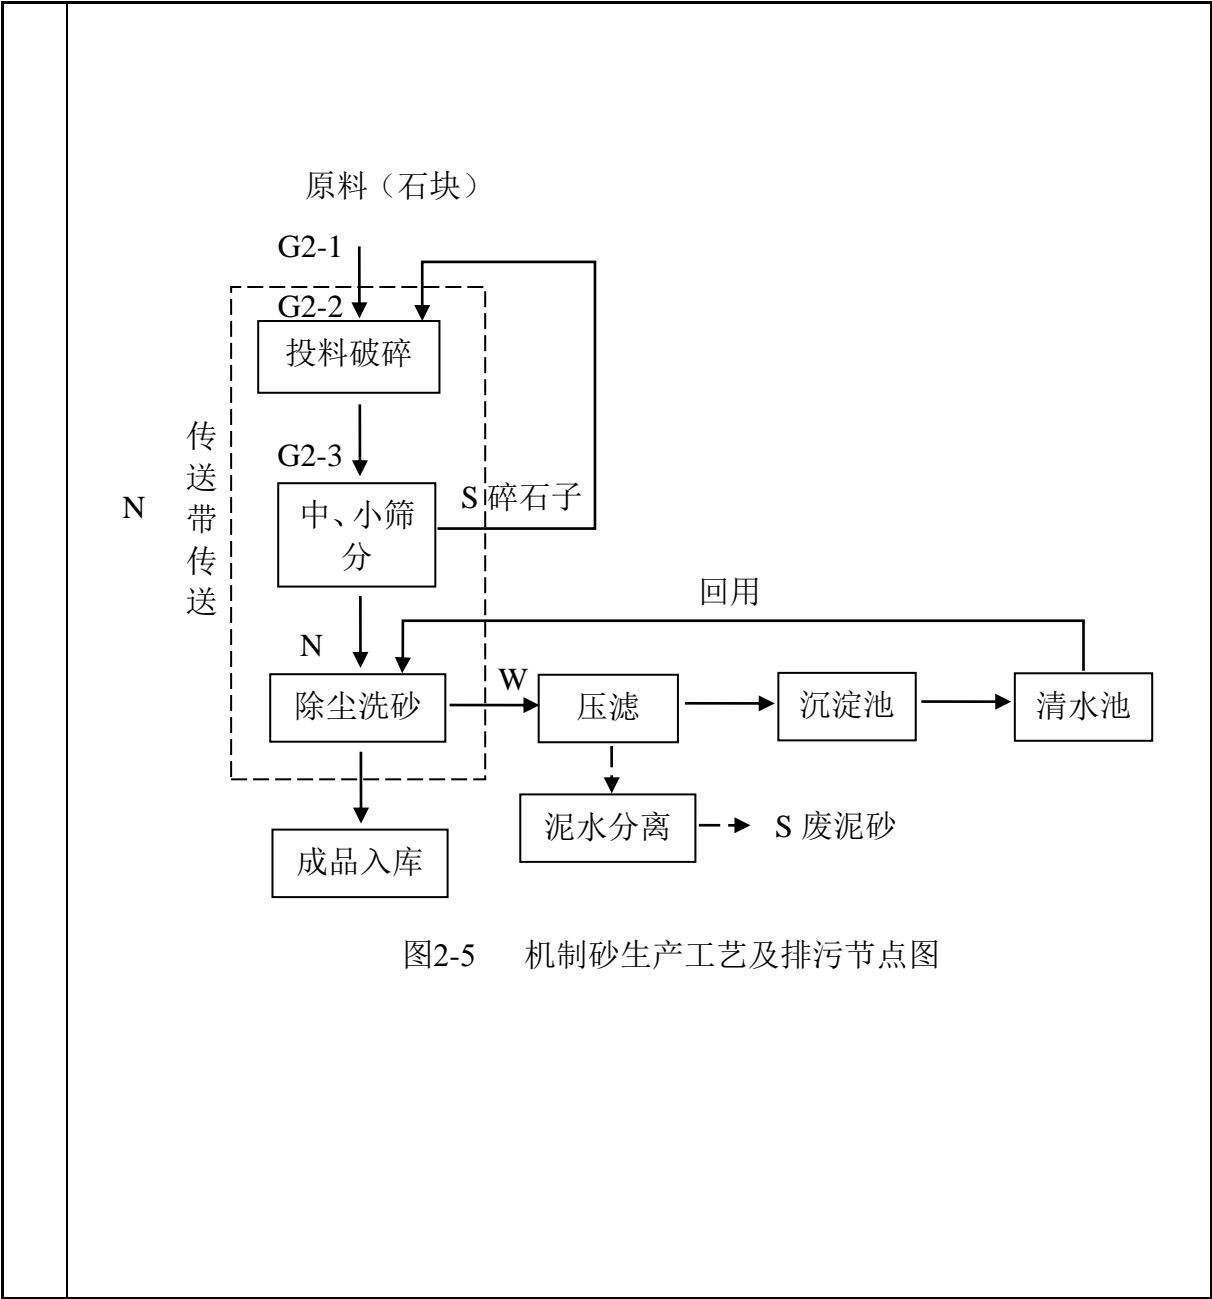 原料（石块）
G2-1
G2-2
投料破碎
传送带传送
G2-3
N
S 碎石子
中、小筛
分
回用
N
W
除尘洗砂
压滤
沉淀池
清水池
泥水分离
S 废泥砂
成品入库
图2-5 机制砂生产工艺及排污节点图